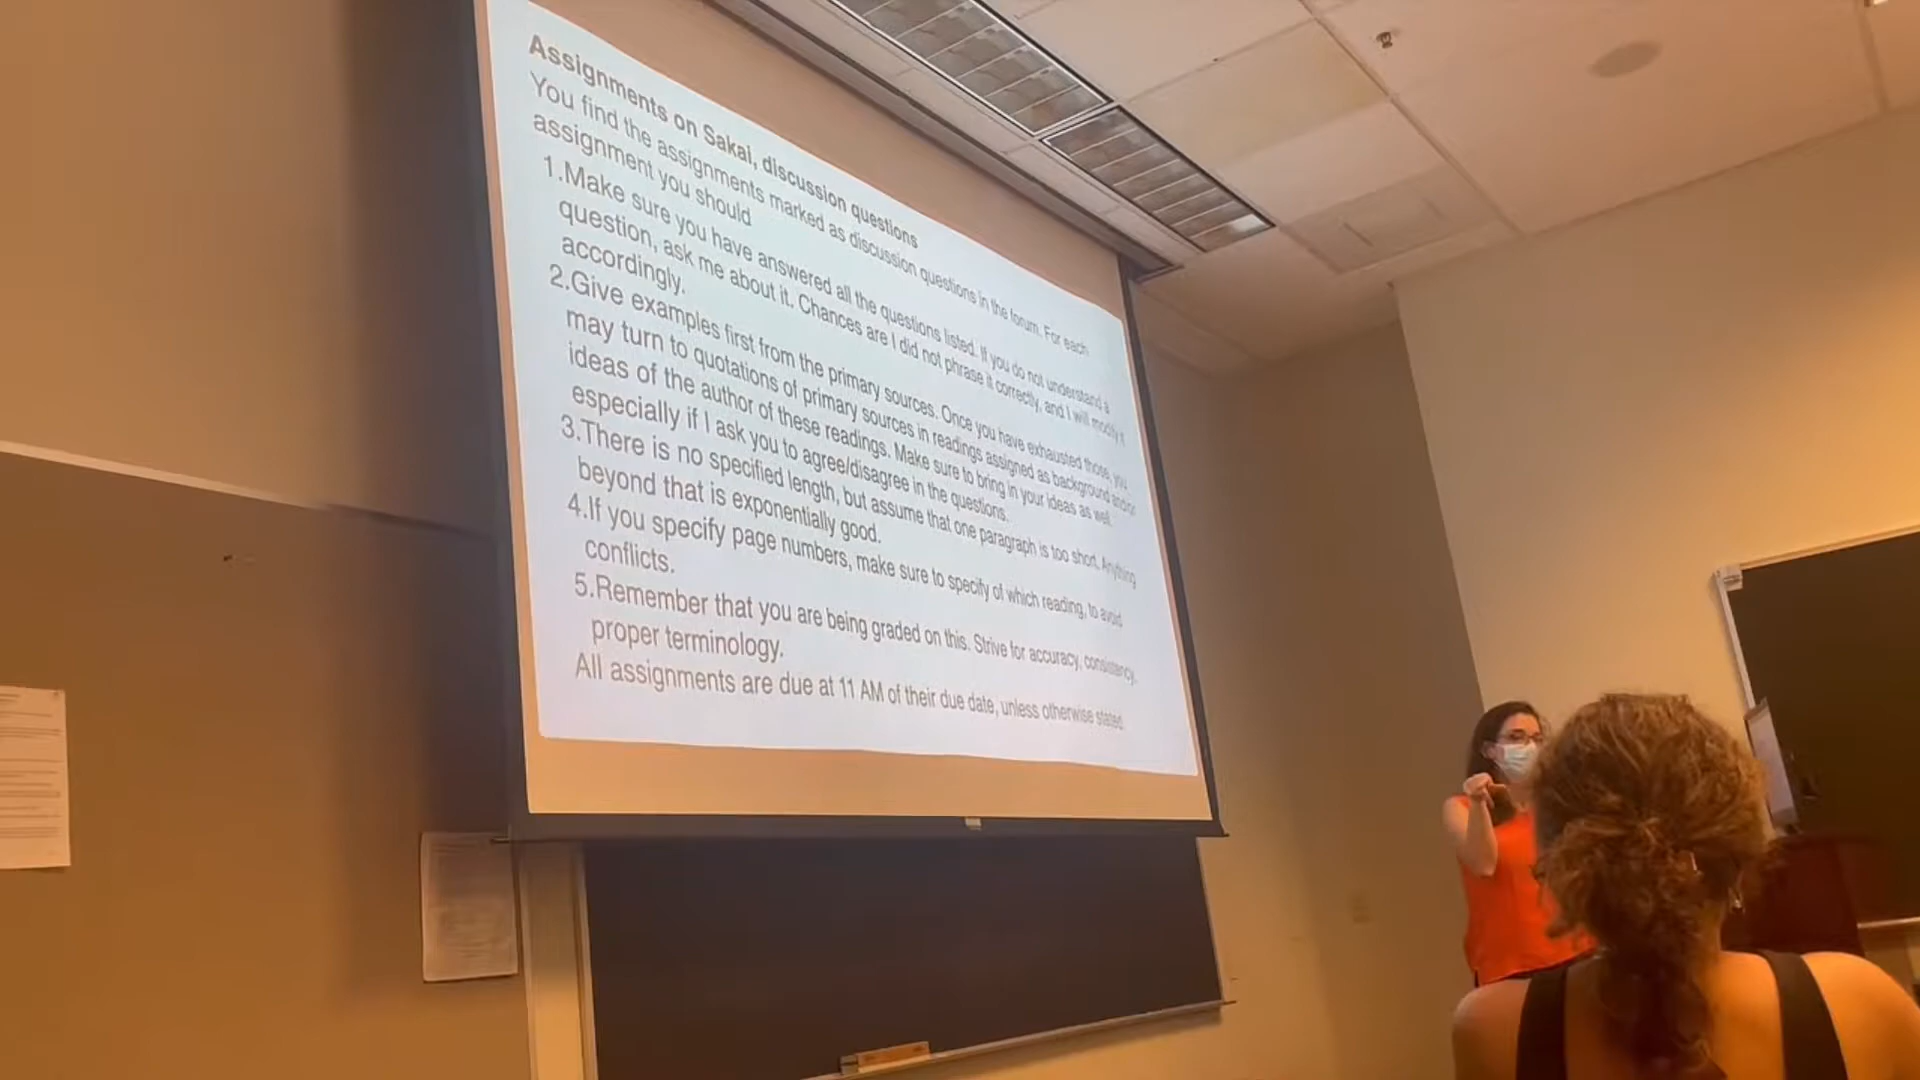 Assignments on Sakai, discussion questions
You find the assignments marked as discussion questions in the forum. For each
assignment you should
1.Make sure you have answered all the questions listed. If you do not understand a
question, ask me about it. Chances are I did not phrase it correctly, and I will modify it
accordingly.
2.Give examples first from the primary sources. Once you have exhausted those, you
may turn to quotations of primary sources in readings assigned as background and/or
ideas of the author of these readings. Make sure to bring in your ideas as well,
especially if I ask you to agree/disagree in the questions.
3.There is no specified length, but assume that one paragraph is too short. Anything
beyond that is exponentially good.
4.If you specify page numbers, make sure to specify of which reading, to avoid
conflicts.
5.Remember that you are being graded on this. Strive for accuracy, consistency,
proper terminology.
All assignments are due at 11 AM of their due date, unless otherwise stated.